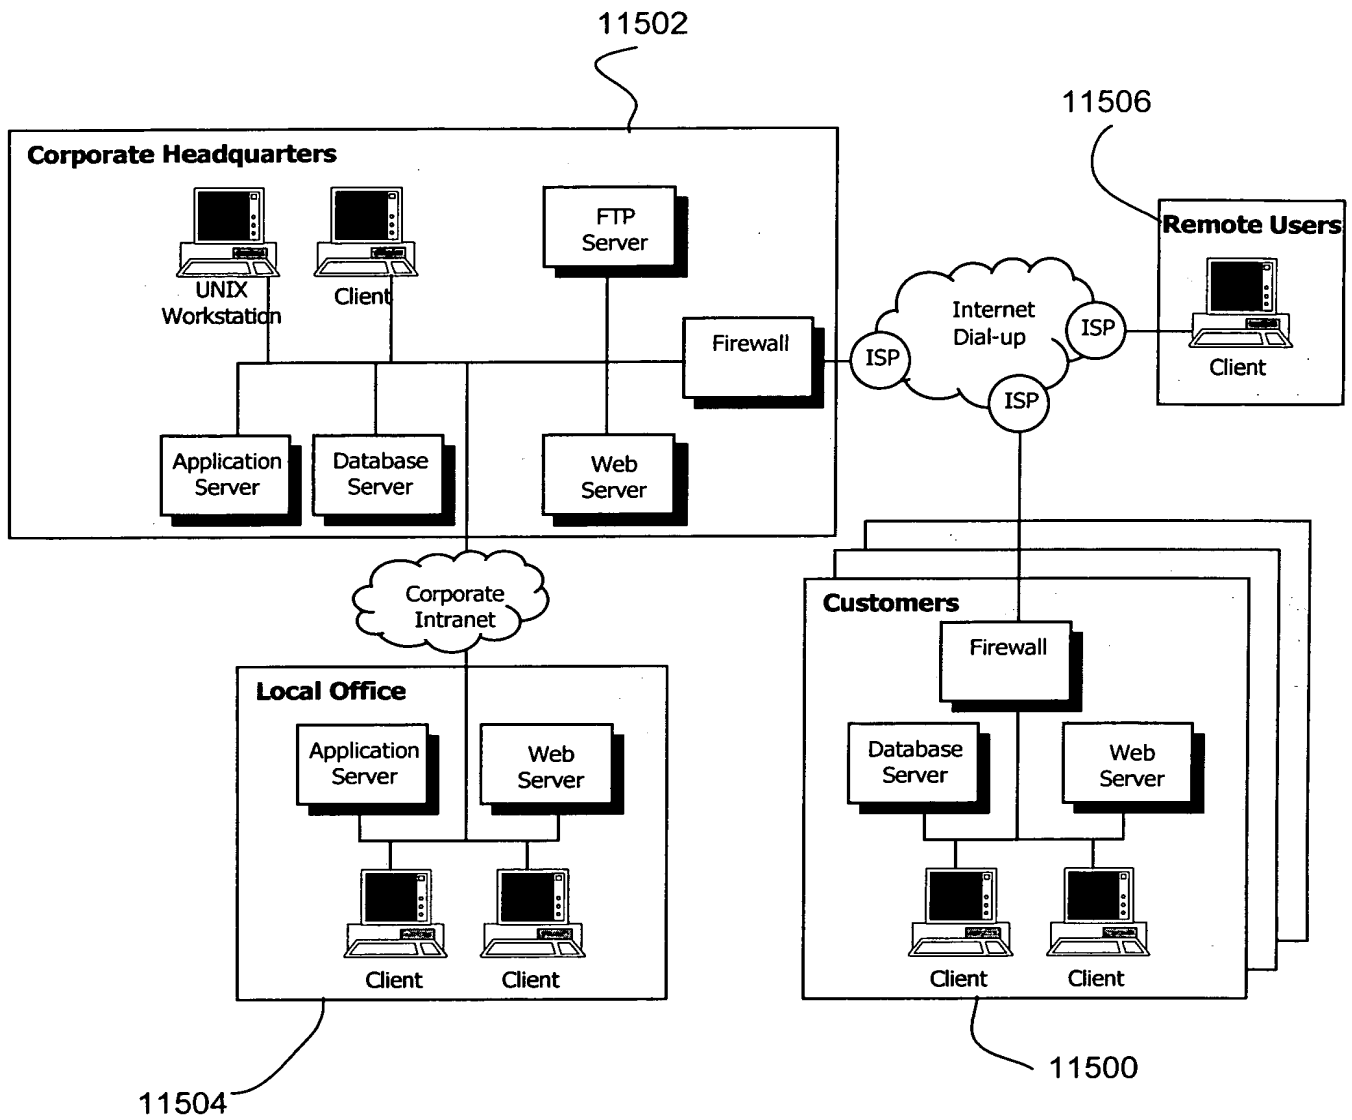 11502
11506
Corporate Headquarters
Remote Users
FTP
Server
UNIX
Workstation
Client
Internet
Dial-up
Firewall
ISP
ISP
ISP
Client
Application
Server
Database
Server
Web
Server
Corporate
Intranet
Customers
Firewall
Local Office
Application
Server
Web
Server
Database
Server
Web
Server
Client
Client
Client
Client
11500
11504